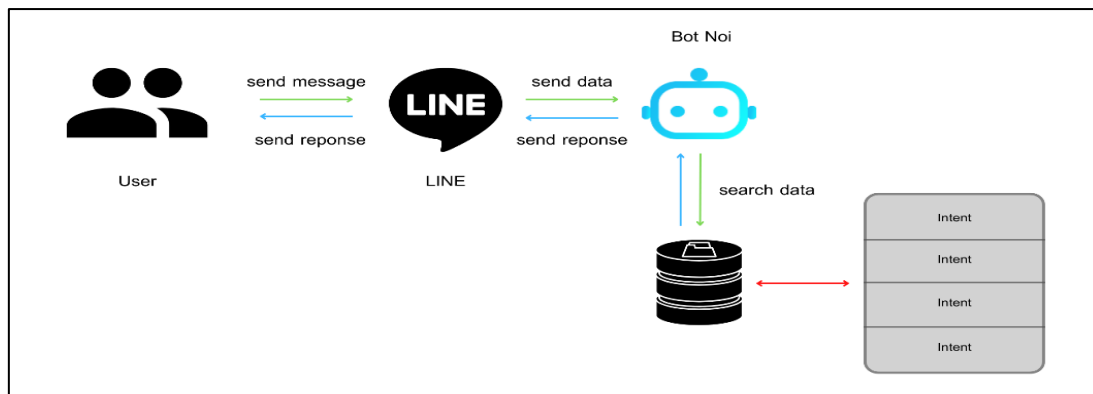 Bot Noi
send message
send data
LINE
send reponse
send reponse
User
LINE
search data
Intent
Intent
Intent
Intent